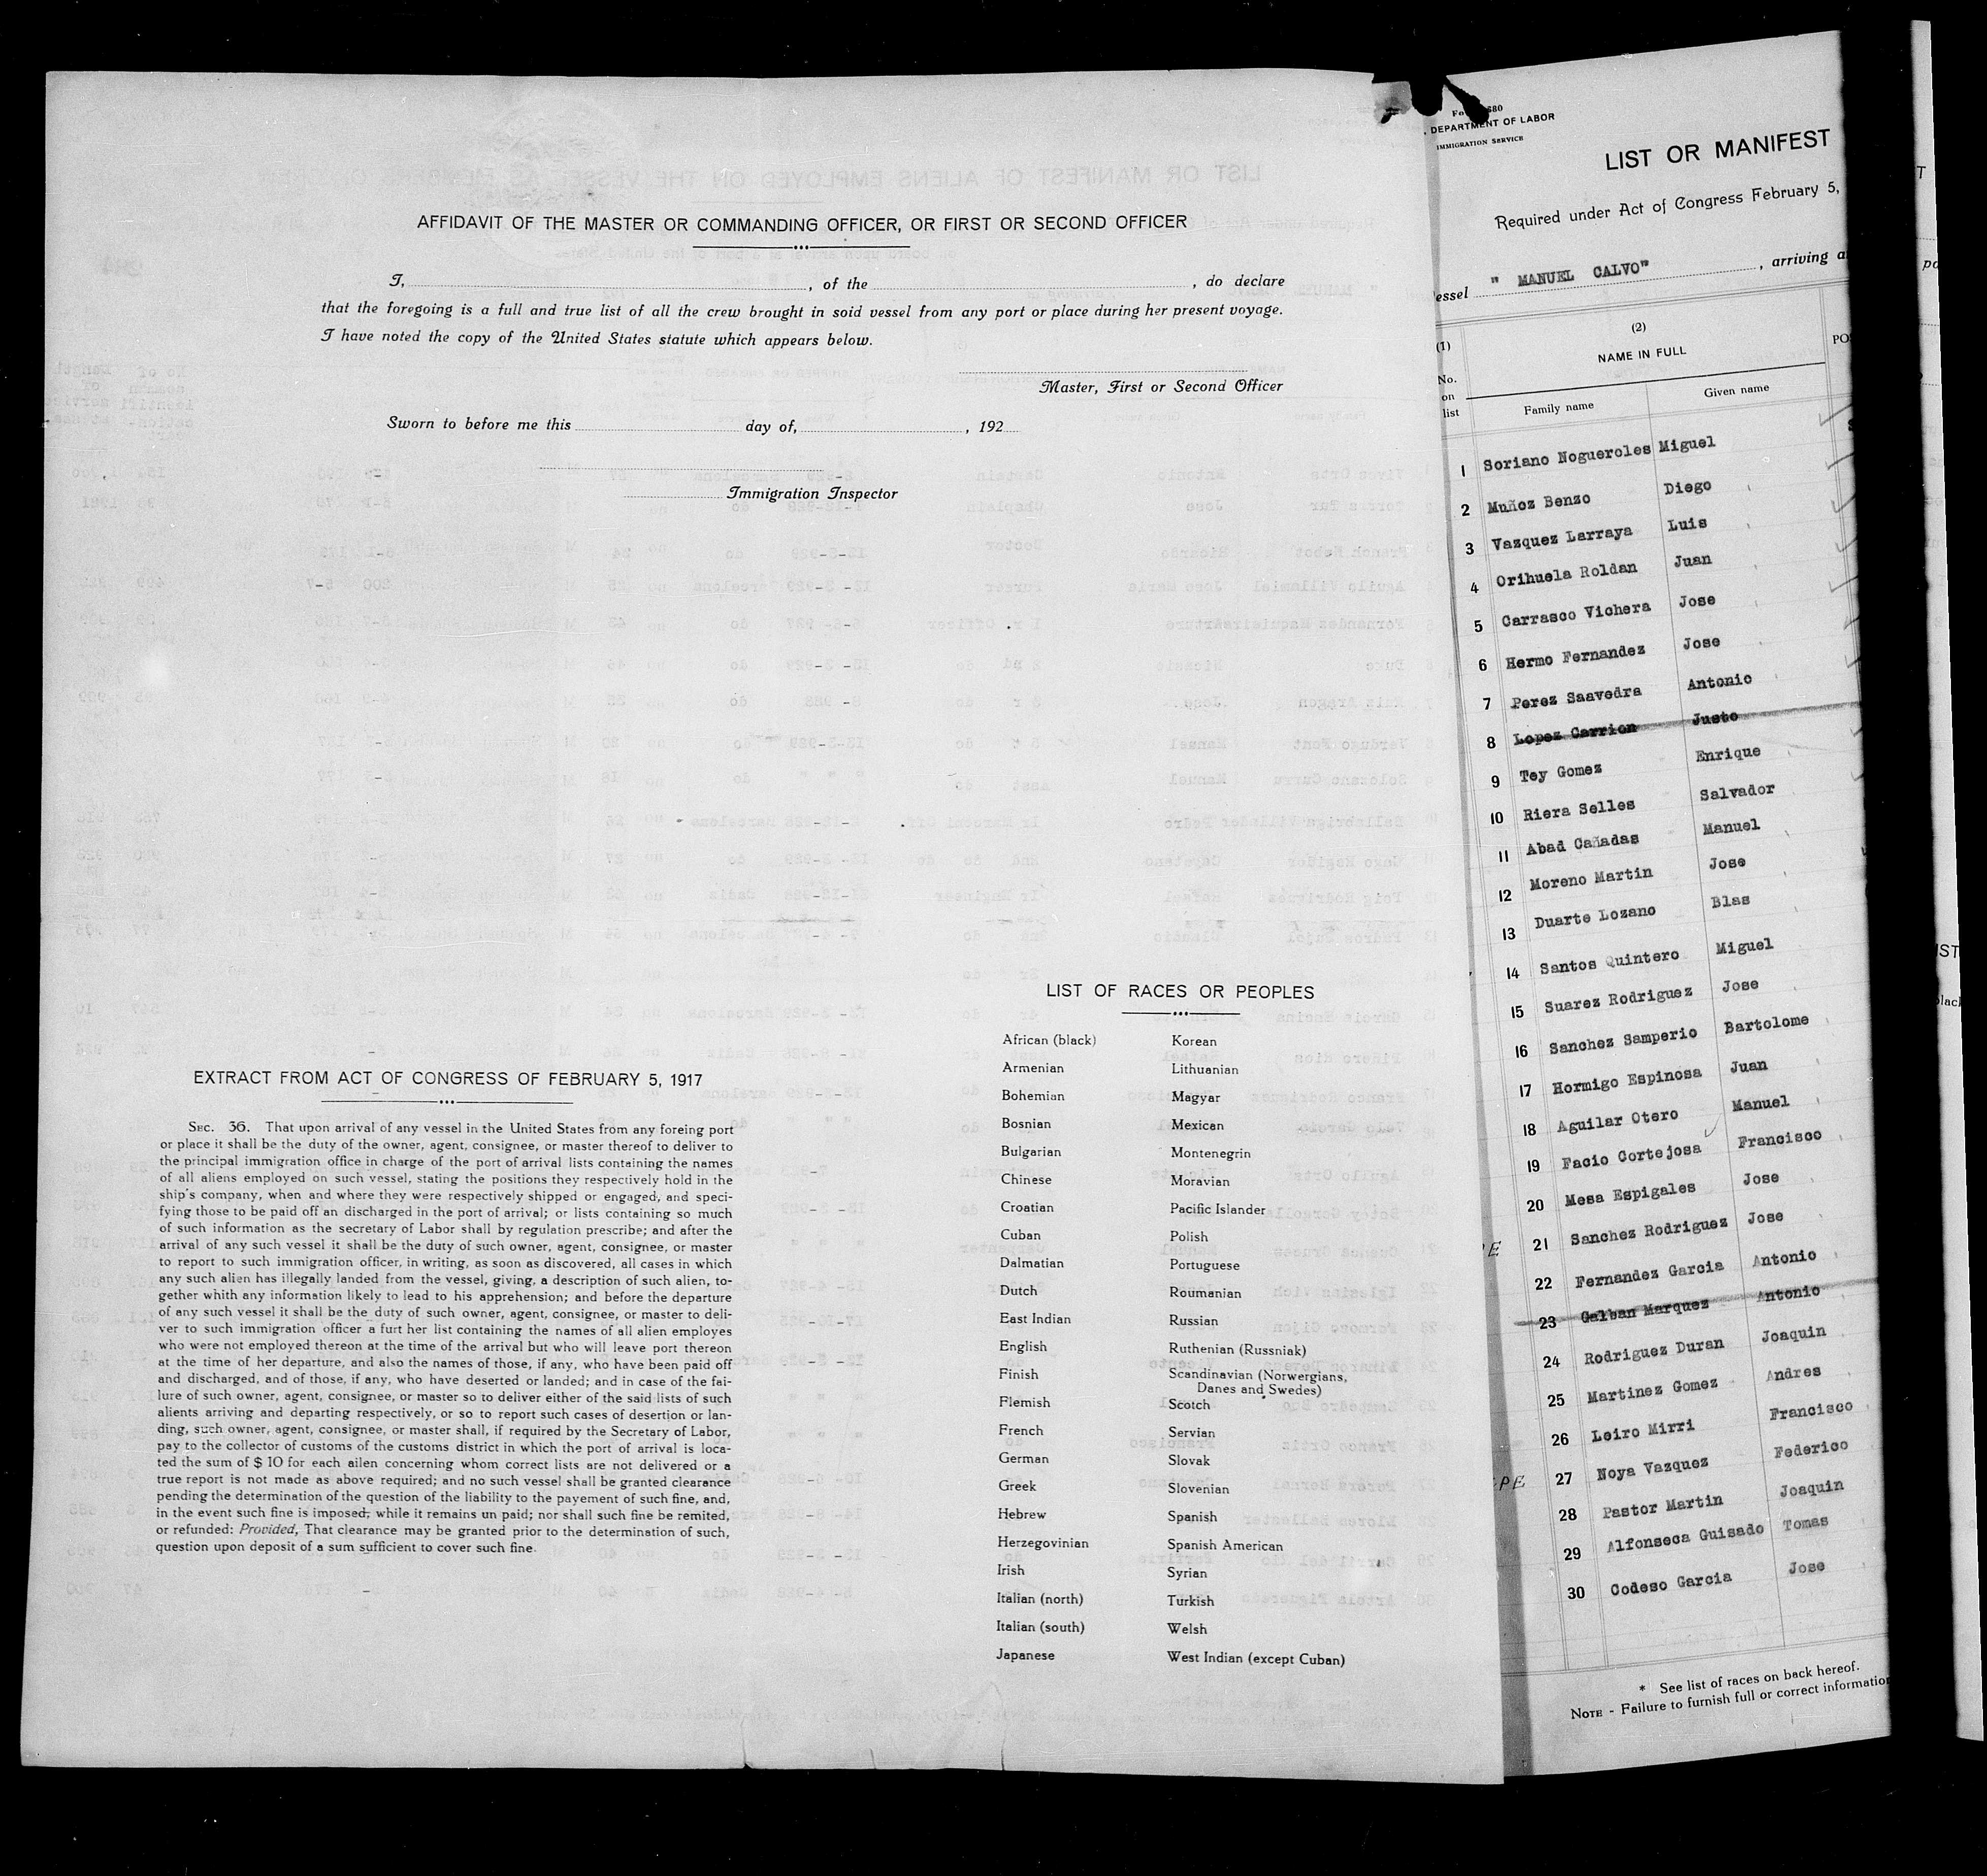 AFFIDAVIT OF THE MASTER OR COMMANDING OFFICER, OR FIRST OR SECOND OFFICER
I, , of the , do declare
that the foregoing is a full and true list of all the crew brought in soid vessel from any port or place during her present voyage.
I have noted the copy of the United States statute which appears below.
Master, First or Second Officer
Sworn to before me this day of, , 192
Immigration Inspector
EXTRACT FROM ACT OF CONGRESS OF FEBRUARY 5, 1917
SEC. 36. That upon arrival of any vessel in the United States from any foreing port
or place it shall be the duty of the owner, agent, consignee, or master thereof to deliver to
the principal immigration office in charge of the port of arrival lists containing the names
of all aliens employed on such vessel, stating the positions they respectively hold in the
ship's company, when and where they were respectively shipped or engaged, and speci-
fying those to be paid off an discharged in the port of arrival; or lists containing so much
of such information as the secretary of Labor shall by regulation prescribe; and after the
arrival of any such vessel it shall be the duty of such owner, agent, consignee, or master
to report to such immigration officer, in writing, as soon as discovered, all cases in which
any such alien has illegally landed from the vessel, giving, a description of such alien, to-
gether whith any information likely to lead to his apprehension; and before the departure
of any such vessel it shall be the duty of such owner, agent, consignee, or master to deli-
ver to such immigration officer a furt her list containing the names of all alien employes
who were not employed thereon at the time of the arrival but who will leave port thereon
at the time of her departure, and also the names of those, if any, who have been paid off
and discharged, and of those, if any, who have deserted or landed; and in case of the fai-
lure of such owner, agent, consignee, or master so to deliver either of the said lists of such
alients arriving and departing respectively, or so to report such cases of desertion or lan-
ding, such owner, agent, consignee, or master shall, if required by the Secretary of Labor,
pay to the collector of customs of the customs district in which the port of arrival is loca-
ted the sum of $ 10 for each ailen concerning whom correct lists are not delivered or a
true report is not made as above required; and no such vessel shall be granted clearance
pending the determination of the question of the liability to the payement of such fine, and,
in the event such fine is imposed, while it remains un paid; nor shall such fine be remited,
or refunded: Provided, That clearance may be granted prior to the determination of such,
question upon deposit of a sum sufficient to cover such fine.
LIST OF RACES OR PEOPLES
African (black)
Armenian
Bohemian
Bosnian
Bulgarian
Chinese
Croatian
Cuban
Dalmatian
Dutch
East Indian
English
Finish
Flemish
French
German
Greek
Hebrew
Herzegovinian
Irish
Italian (north)
Italian (south)
Japanese
Korean
Lithuanian
Magyar
Mexican
Montenegrin
Moravian
Pacific Islander
Polish
Portuguese
Roumanian
Russian
Ruthenian (Russniak)
Scandinavian (Norwergians,
Danes and Swedes)
Scotch
Servian
Slovak
Slovenian
Spanish
Spanish American
Syrian
Turkish
Welsh
West Indian (except Cuban)
DEPARTMENT OF LABOR
IMMIGRATION SERVICE
LIST OR MANIFEST
Required under Act of Congress February 5,
essel " MANUEL CALVO" , arriving a
(1) (2)
No. on list NAME IN FULL PO
Family name Given name
1 Soriano Nogueroles Miguel
2 Muñoz Benzo Diego
3 Vazquez Larraya Luis
4 Orihuela Roldan Juan
5 Carrasco Vichera Jose
6 Hermo Fernandez Jose
7 Perez Saavedra Antonio
8 Lopez Carrion Justo
9 Tey Gomez Enrique
10 Riera Selles Salvador
11 Abad Cañadas Manuel
12 Moreno Martin Jose
13 Duarte Lozano Blas
14 Santos Quintero Miguel
15 Suarez Rodriguez Jose
16 Sanchez Samperio Bartolome
17 Hormigo Espinosa Juan
18 Aguilar Otero Manuel
19 Facio Cortejosa Francisco
20 Mesa Espigales Jose
21 Sanchez Rodriguez Jose
22 Fernandez Garcia Antonio
23 Galban Marquez Antonio
24 Rodriguez Duran Joaquin
25 Martinez Gomez Andres
26 Leiro Mirri Francisco
27 Noya Vazquez Federico
28 Pastor Martin Joaquin
29 Alfonseca Guisado Tomas
30 Codeso Garcia Jose
* See list of races on back hereof.
NOTE - Failure to furnish full or correct information